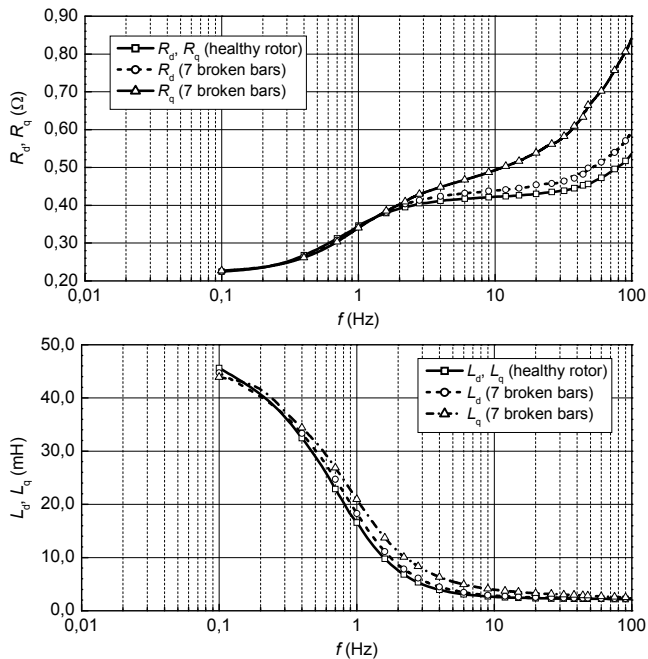 0,90
0,80
0,70
0,60
0,50
0,40
0,30
0,20
R_d, R_q (Ω)
R_d, R_q (healthy rotor)
R_d (7 broken bars)
R_q (7 broken bars)
0,01 0,1 1 10 100
f (Hz)
50,0
40,0
30,0
20,0
10,0
0,0
L_d, L_q (mH)
L_d, L_q (healthy rotor)
L_d (7 broken bars)
L_q (7 broken bars)
0,01 0,1 1 10 100
f (Hz)